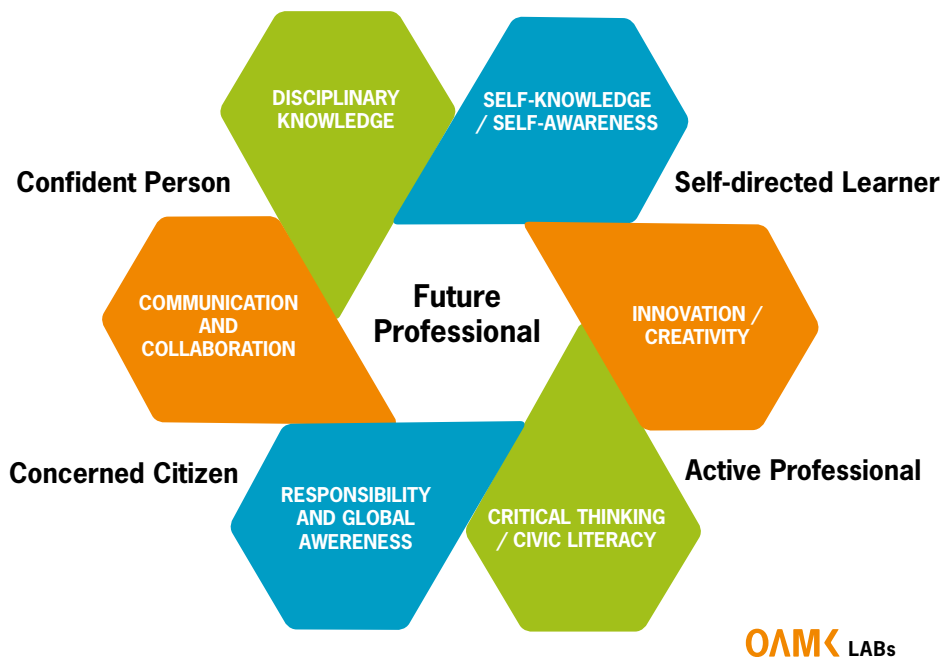 DISCIPLINARY
KNOWLEDGE
SELF-KNOWLEDGE
/ SELF-AWARENESS
Confident Person
Self-directed Learner
COMMUNICATION
AND
COLLABORATION
Future
Professional
INNOVATION /
CREATIVITY
Concerned Citizen
Active Professional
RESPONSIBILITY
AND GLOBAL
AWERENESS
CRITICAL THINKING
/ CIVIC LITERACY
OAMK LABs